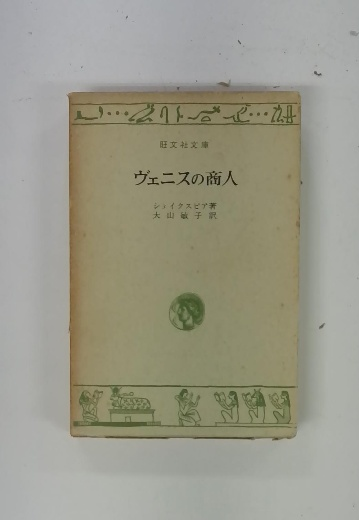 旺文社文庫
ヴェニスの商人
シェイクスピア著
大山敏子訳